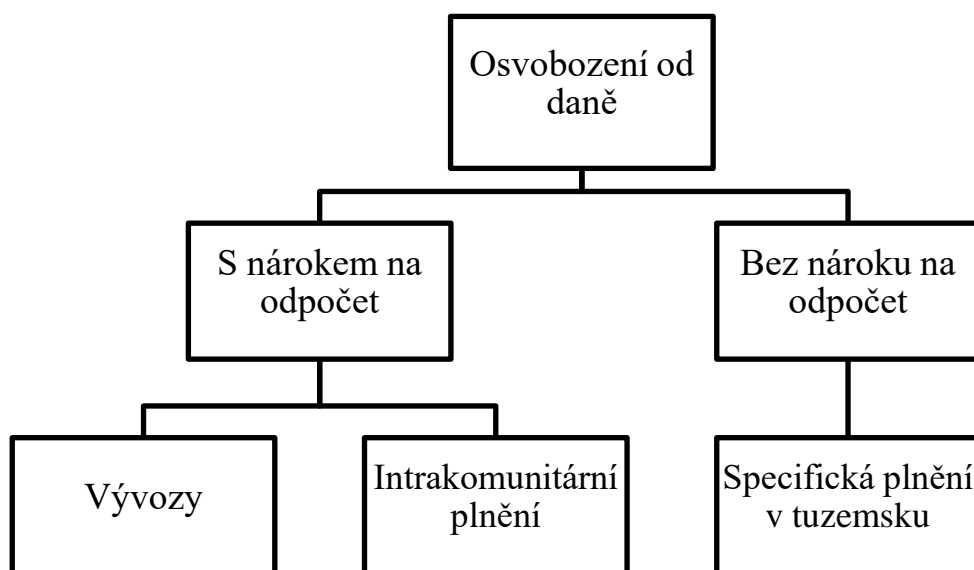 Osvobození od
daně
S nárokem na
odpočet
Bez nároku na
odpočet
Vývozy
Intrakomunitární
plnění
Specifická plnění
v tuzemsku